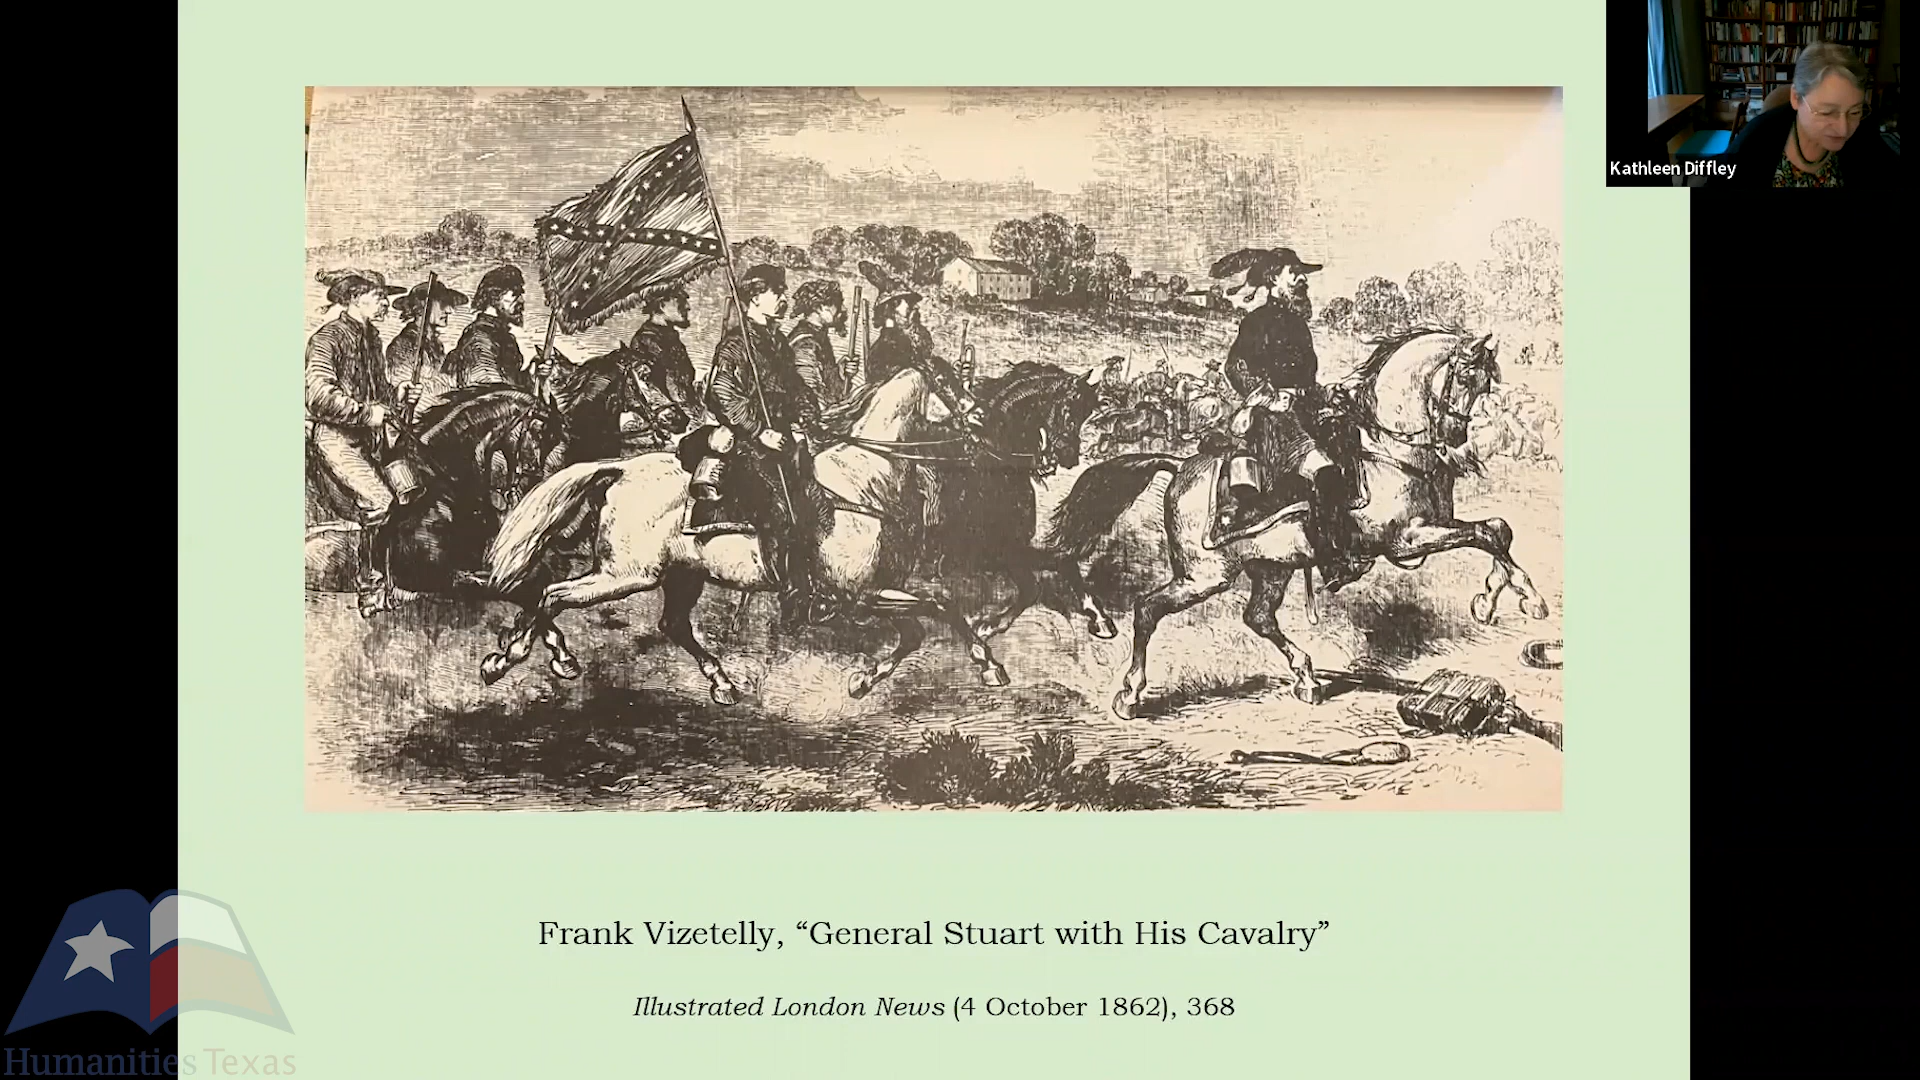 Kathleen Diffley
Frank Vizetelly, “General Stuart with His Cavalry”
Illustrated London News (4 October 1862), 368
Humanities Texas